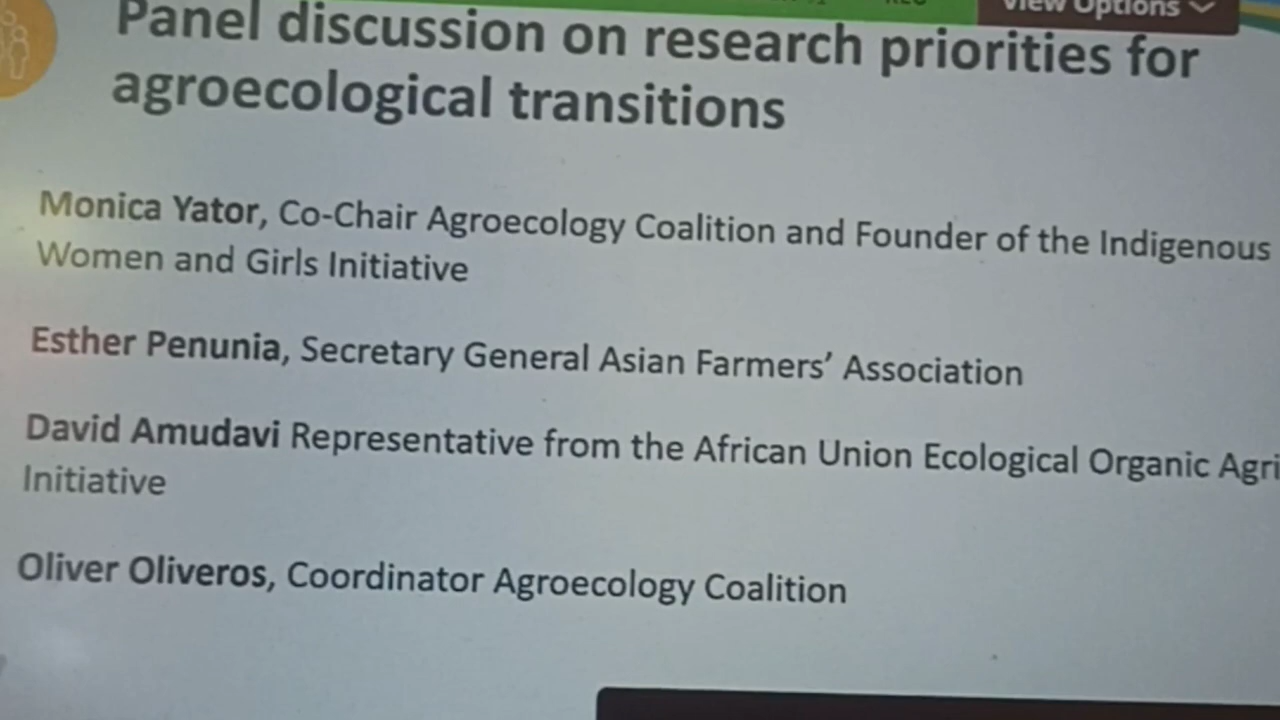 View Options
Panel discussion on research priorities for
agroecological transitions
Monica Yator, Co-Chair Agroecology Coalition and Founder of the Indigenous
Women and Girls Initiative
Esther Penunia, Secretary General Asian Farmers’ Association
David Amudavi Representative from the African Union Ecological Organic Agri
Initiative
Oliver Oliveros, Coordinator Agroecology Coalition